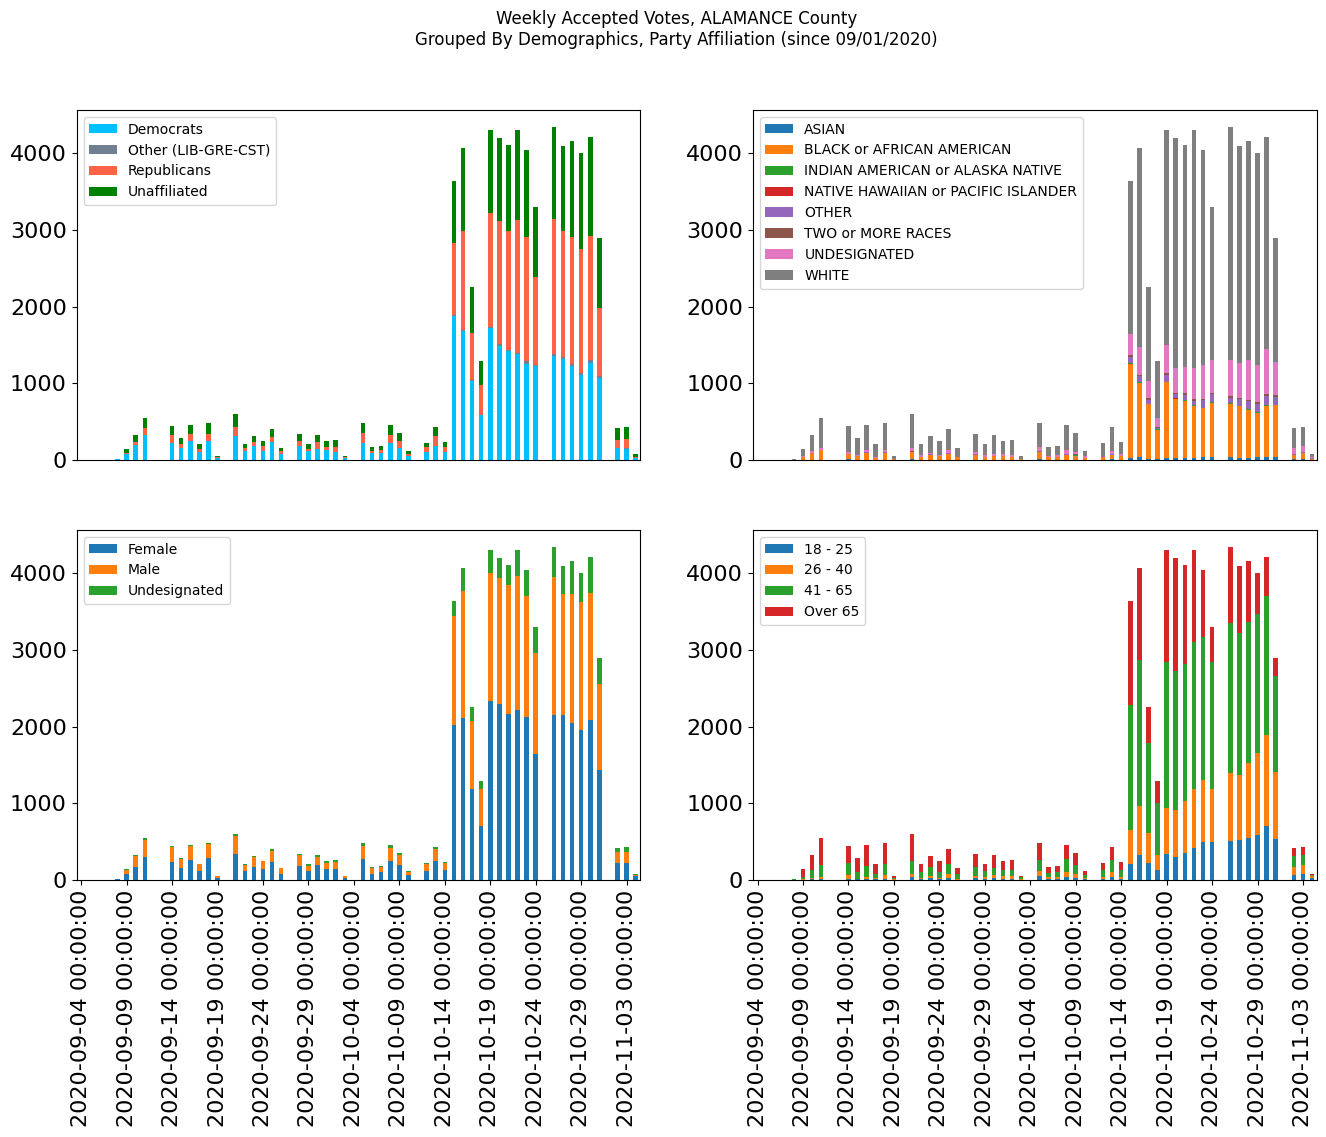 Weekly Accepted Votes, ALAMANCE County
Grouped By Demographics, Party Affiliation (since 09/01/2020)
Democrats
Other (LIB-GRE-CST)
Republicans
Unaffiliated
4000
3000
2000
1000
0
ASIAN
BLACK or AFRICAN AMERICAN
INDIAN AMERICAN or ALASKA NATIVE
NATIVE HAWAIIAN or PACIFIC ISLANDER
OTHER
TWO or MORE RACES
UNDESIGNATED
WHITE
4000
3000
2000
1000
0
Female
Male
Undesignated
4000
3000
2000
1000
0
2020-09-04 00:00:00
2020-09-09 00:00:00
2020-09-14 00:00:00
2020-09-19 00:00:00
2020-09-24 00:00:00
2020-09-29 00:00:00
2020-10-04 00:00:00
2020-10-09 00:00:00
2020-10-14 00:00:00
2020-10-19 00:00:00
2020-10-24 00:00:00
2020-10-29 00:00:00
2020-11-03 00:00:00
18 - 25
26 - 40
41 - 65
Over 65
4000
3000
2000
1000
0
2020-09-04 00:00:00
2020-09-09 00:00:00
2020-09-14 00:00:00
2020-09-19 00:00:00
2020-09-24 00:00:00
2020-09-29 00:00:00
2020-10-04 00:00:00
2020-10-09 00:00:00
2020-10-14 00:00:00
2020-10-19 00:00:00
2020-10-24 00:00:00
2020-10-29 00:00:00
2020-11-03 00:00:00